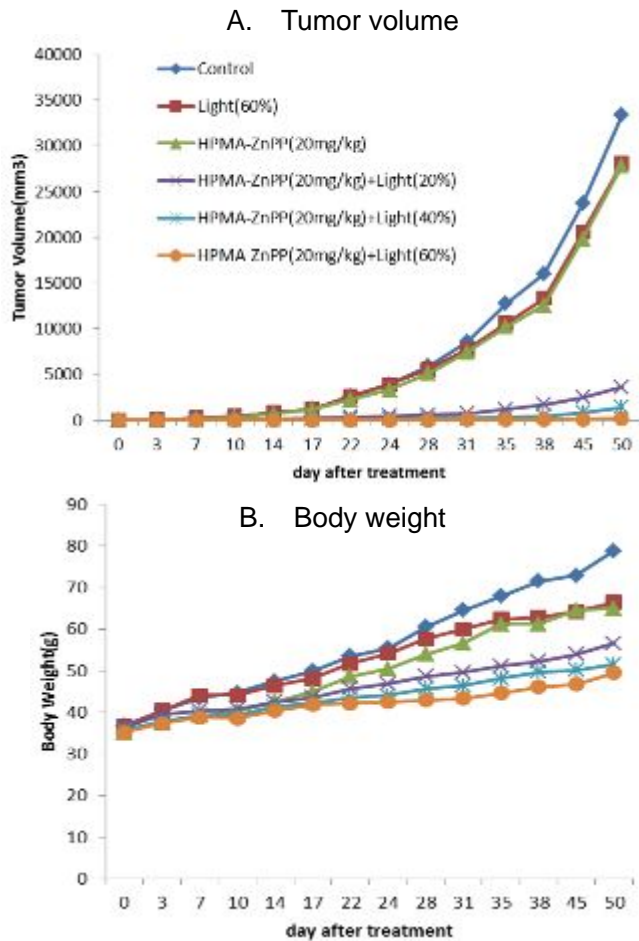 A. Tumor volume
40000
35000
30000
25000
20000
15000
10000
5000
0
Tumor Volume(mm3)
Control
Light(60%)
HPMA-ZnPP(20mg/kg)
HPMA-ZnPP(20mg/kg)+Light(20%)
HPMA-ZnPP(20mg/kg)+Light(40%)
HPMA ZnPP(20mg/kg)+Light(60%)
0 3 7 10 14 17 22 24 28 31 35 38 45 50
day after treatment
B. Body weight
90
80
70
60
50
40
30
20
10
0
Body Weight(g)
0 3 7 10 14 17 22 24 28 31 35 38 45 50
day after treatment